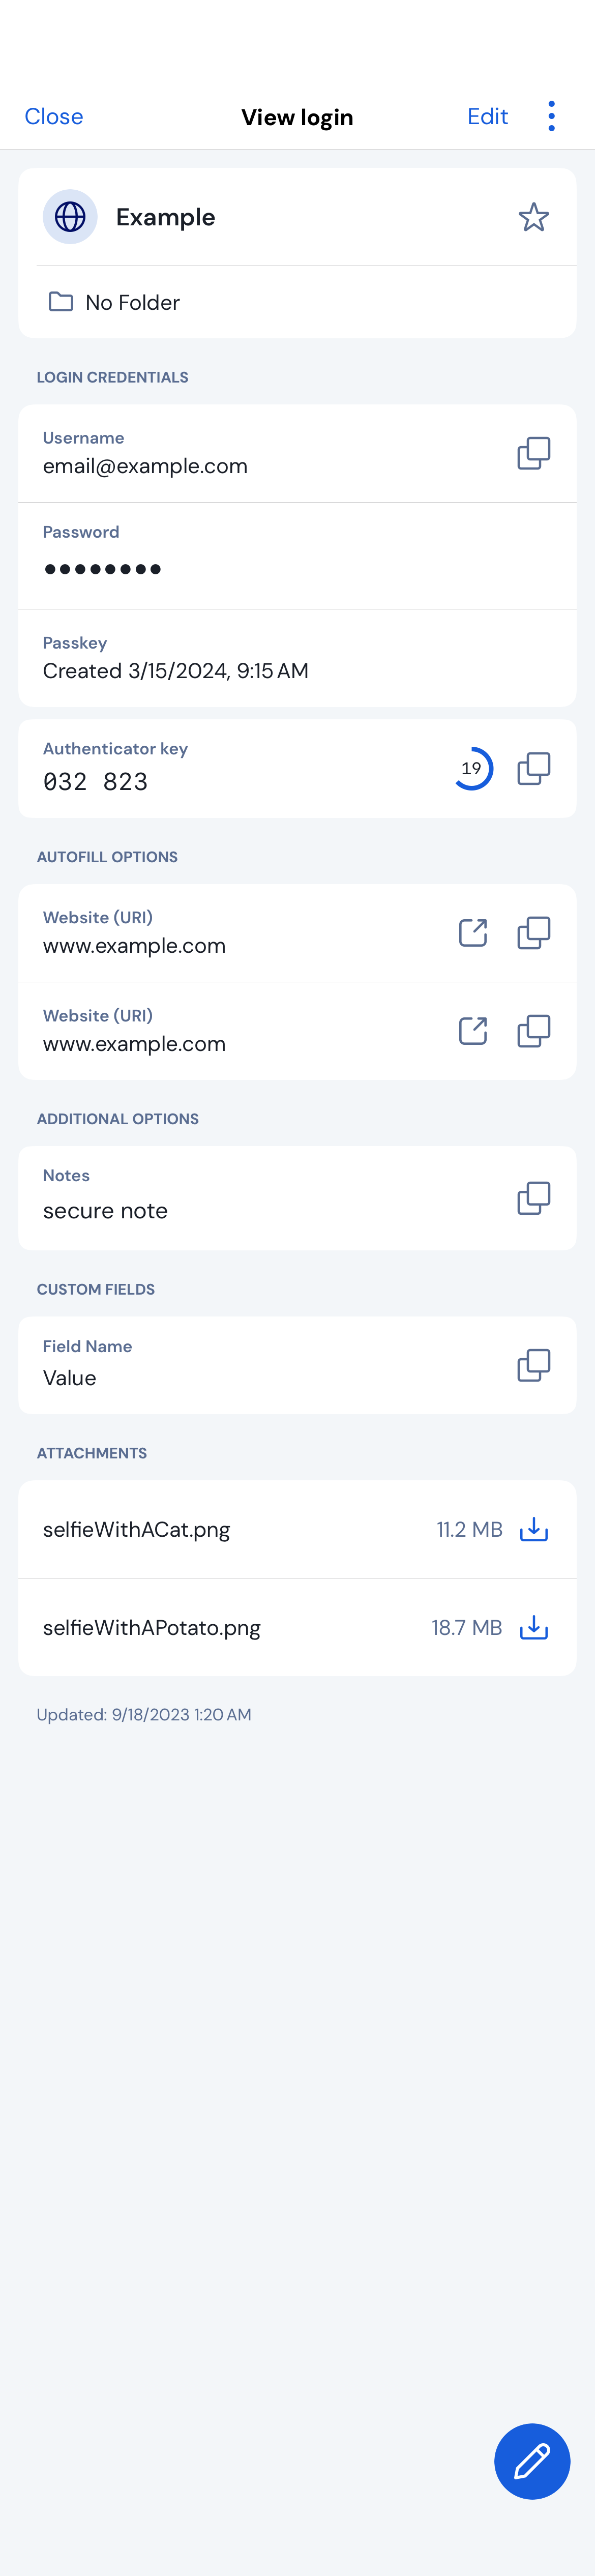 Close View login Edit
Example
No Folder
LOGIN CREDENTIALS
Username
email@example.com
Password
Passkey
Created 3/15/2024, 9:15 AM
Authenticator key
032 823 19
AUTOFILL OPTIONS
Website (URI)
www.example.com
Website (URI)
www.example.com
ADDITIONAL OPTIONS
Notes
secure note
CUSTOM FIELDS
Field Name
Value
ATTACHMENTS
selfieWithACat.png 11.2 MB
selfieWithAPotato.png 18.7 MB
Updated: 9/18/2023 1:20 AM